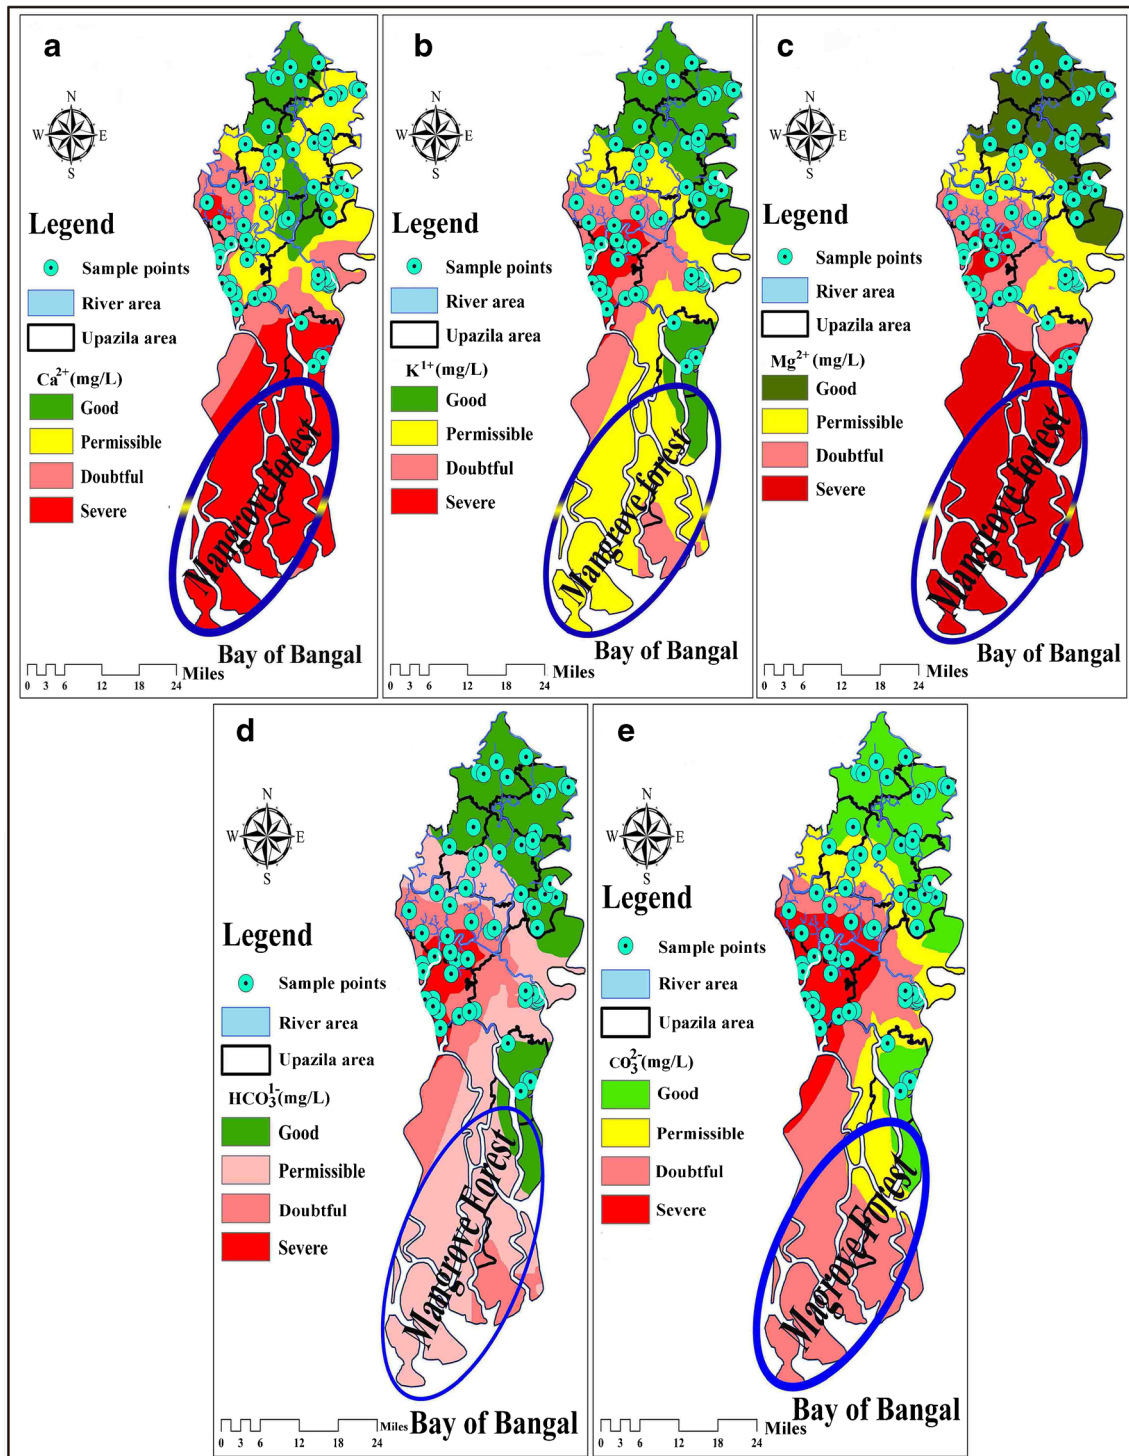 a
N
W E
S
Legend
Sample points
River area
Upazila area
Ca2+ (mg/L)
Good
Permissible
Doubtful
Severe
Mangrove forest
Bay of Bangal
Miles
0 3 6 12 18 24
b
N
W E
S
Legend
Sample points
River area
Upazila area
K1+ (mg/L)
Good
Permissible
Doubtful
Severe
Mangrove forest
Bay of Bangal
Miles
0 3 6 12 18 24
c
N
W E
S
Legend
Sample points
River area
Upazila area
Mg2+ (mg/L)
Good
Permissible
Doubtful
Severe
Mangrove forest
Bay of Bangal
Miles
0 3 6 12 18 24
d
N
W E
S
Legend
Sample points
River area
Upazila area
HCO3 1- (mg/L)
Good
Permissible
Doubtful
Severe
Mangrove Forest
Bay of Bangal
Miles
0 3 6 12 18 24
e
N
W E
S
Legend
Sample points
River area
Upazila area
CO3 2- (mg/L)
Good
Permissible
Doubtful
Severe
Magrove Forest
Bay of Bangal
Miles
0 3 6 12 18 24